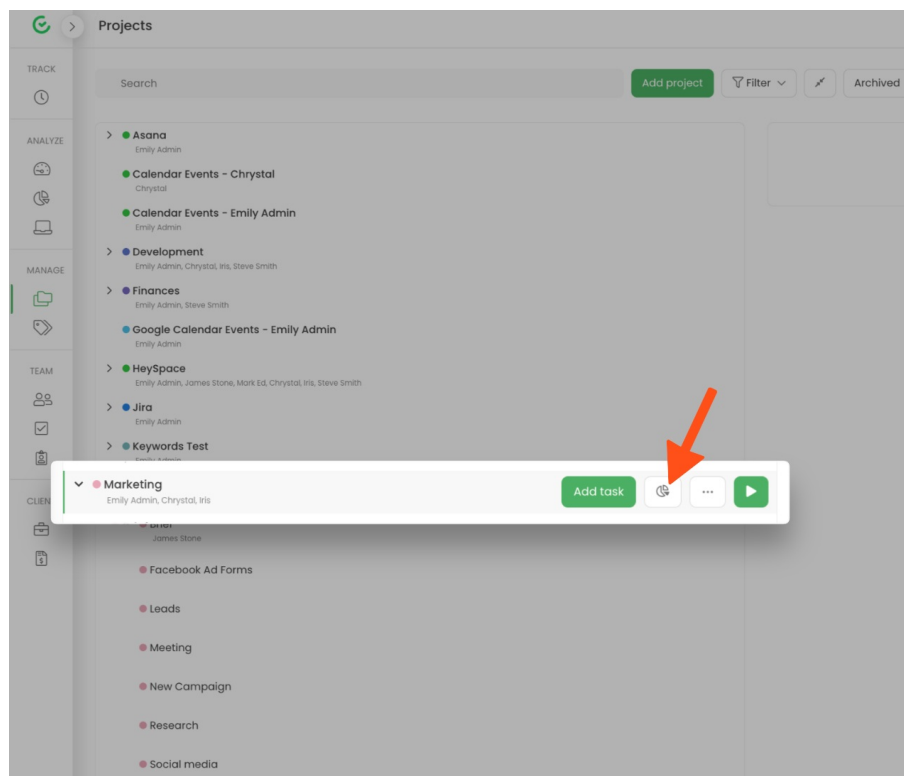 Projects
TRACK
Search
Add project
Filter
Archived
ANALYZE
Asana
Emily Admin
Calendar Events - Chrystal
Chrystal
Calendar Events - Emily Admin
Emily Admin
Development
Emily Admin, Chrystal, Iris, Steve Smith
MANAGE
Finances
Emily Admin, Steve Smith
Google Calendar Events - Emily Admin
Emily Admin
TEAM
HeySpace
Emily Admin, James Stone, Mark Ed, Chrystal, Iris, Steve Smith
Jira
Emily Admin
Keywords Test
Emily Admin
CLIEN
Marketing
Emily Admin, Chrystal, Iris
Add task
Brief
James Stone
Facebook Ad Forms
Leads
Meeting
New Campaign
Research
Social media